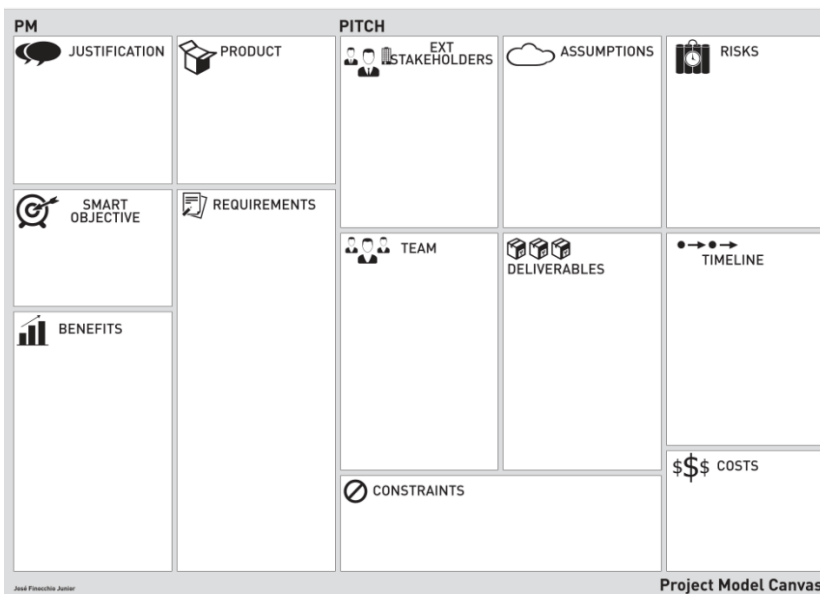 PM
PITCH
JUSTIFICATION
PRODUCT
EXT
STAKEHOLDERS
ASSUMPTIONS
RISKS
SMART
OBJECTIVE
REQUIREMENTS
TEAM
DELIVERABLES
TIMELINE
BENEFITS
$$$ COSTS
CONSTRAINTS
José Finocchio Junior
Project Model Canvas